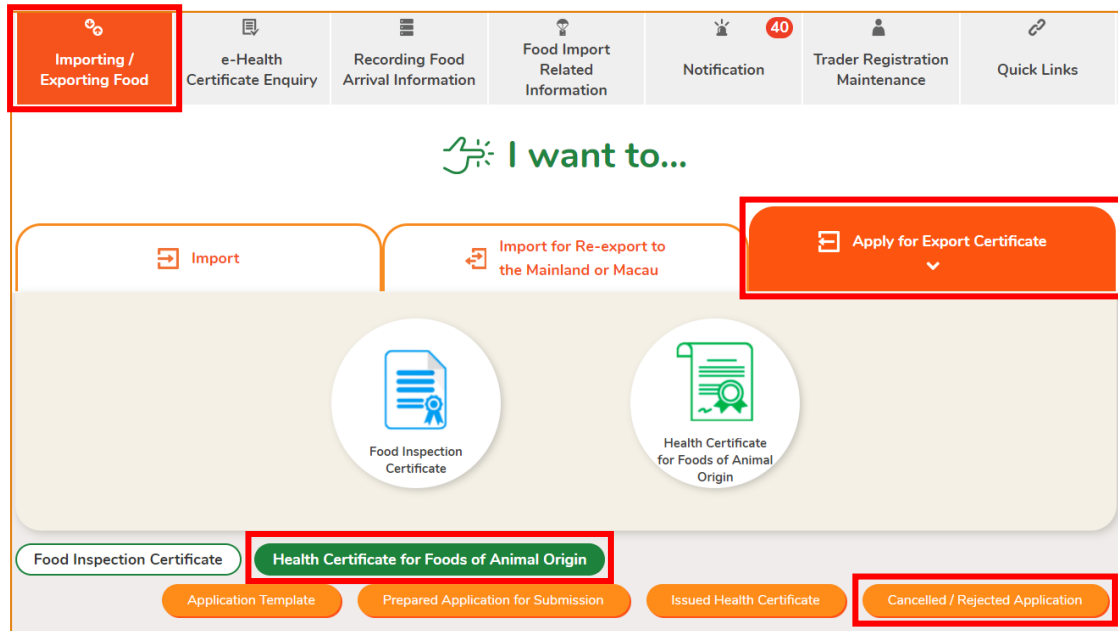 Importing /
Exporting Food
e-Health
Certificate Enquiry
Recording Food
Arrival Information
Food Import
Related
Information
40
Notification
Trader Registration
Maintenance
Quick Links
I want to...
Import
Import for Re-export to
the Mainland or Macau
Apply for Export Certificate
Food Inspection
Certificate
Health Certificate
for Foods of Animal
Origin
Food Inspection Certificate
Health Certificate for Foods of Animal Origin
Application Template
Prepared Application for Submission
Issued Health Certificate
Cancelled / Rejected Application